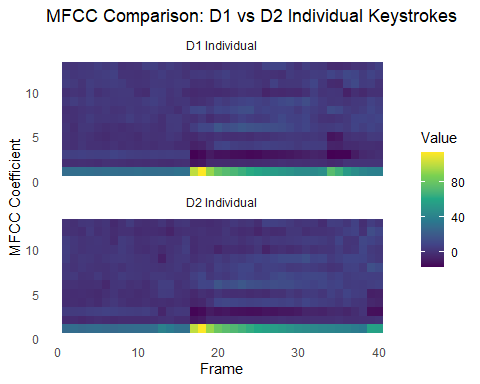 MFCC Comparison: D1 vs D2 Individual Keystrokes
D1 Individual
10
5
0
D2 Individual
10
5
0
0 10 20 30 40
Frame
MFCC Coefficient
Value
80
40
0